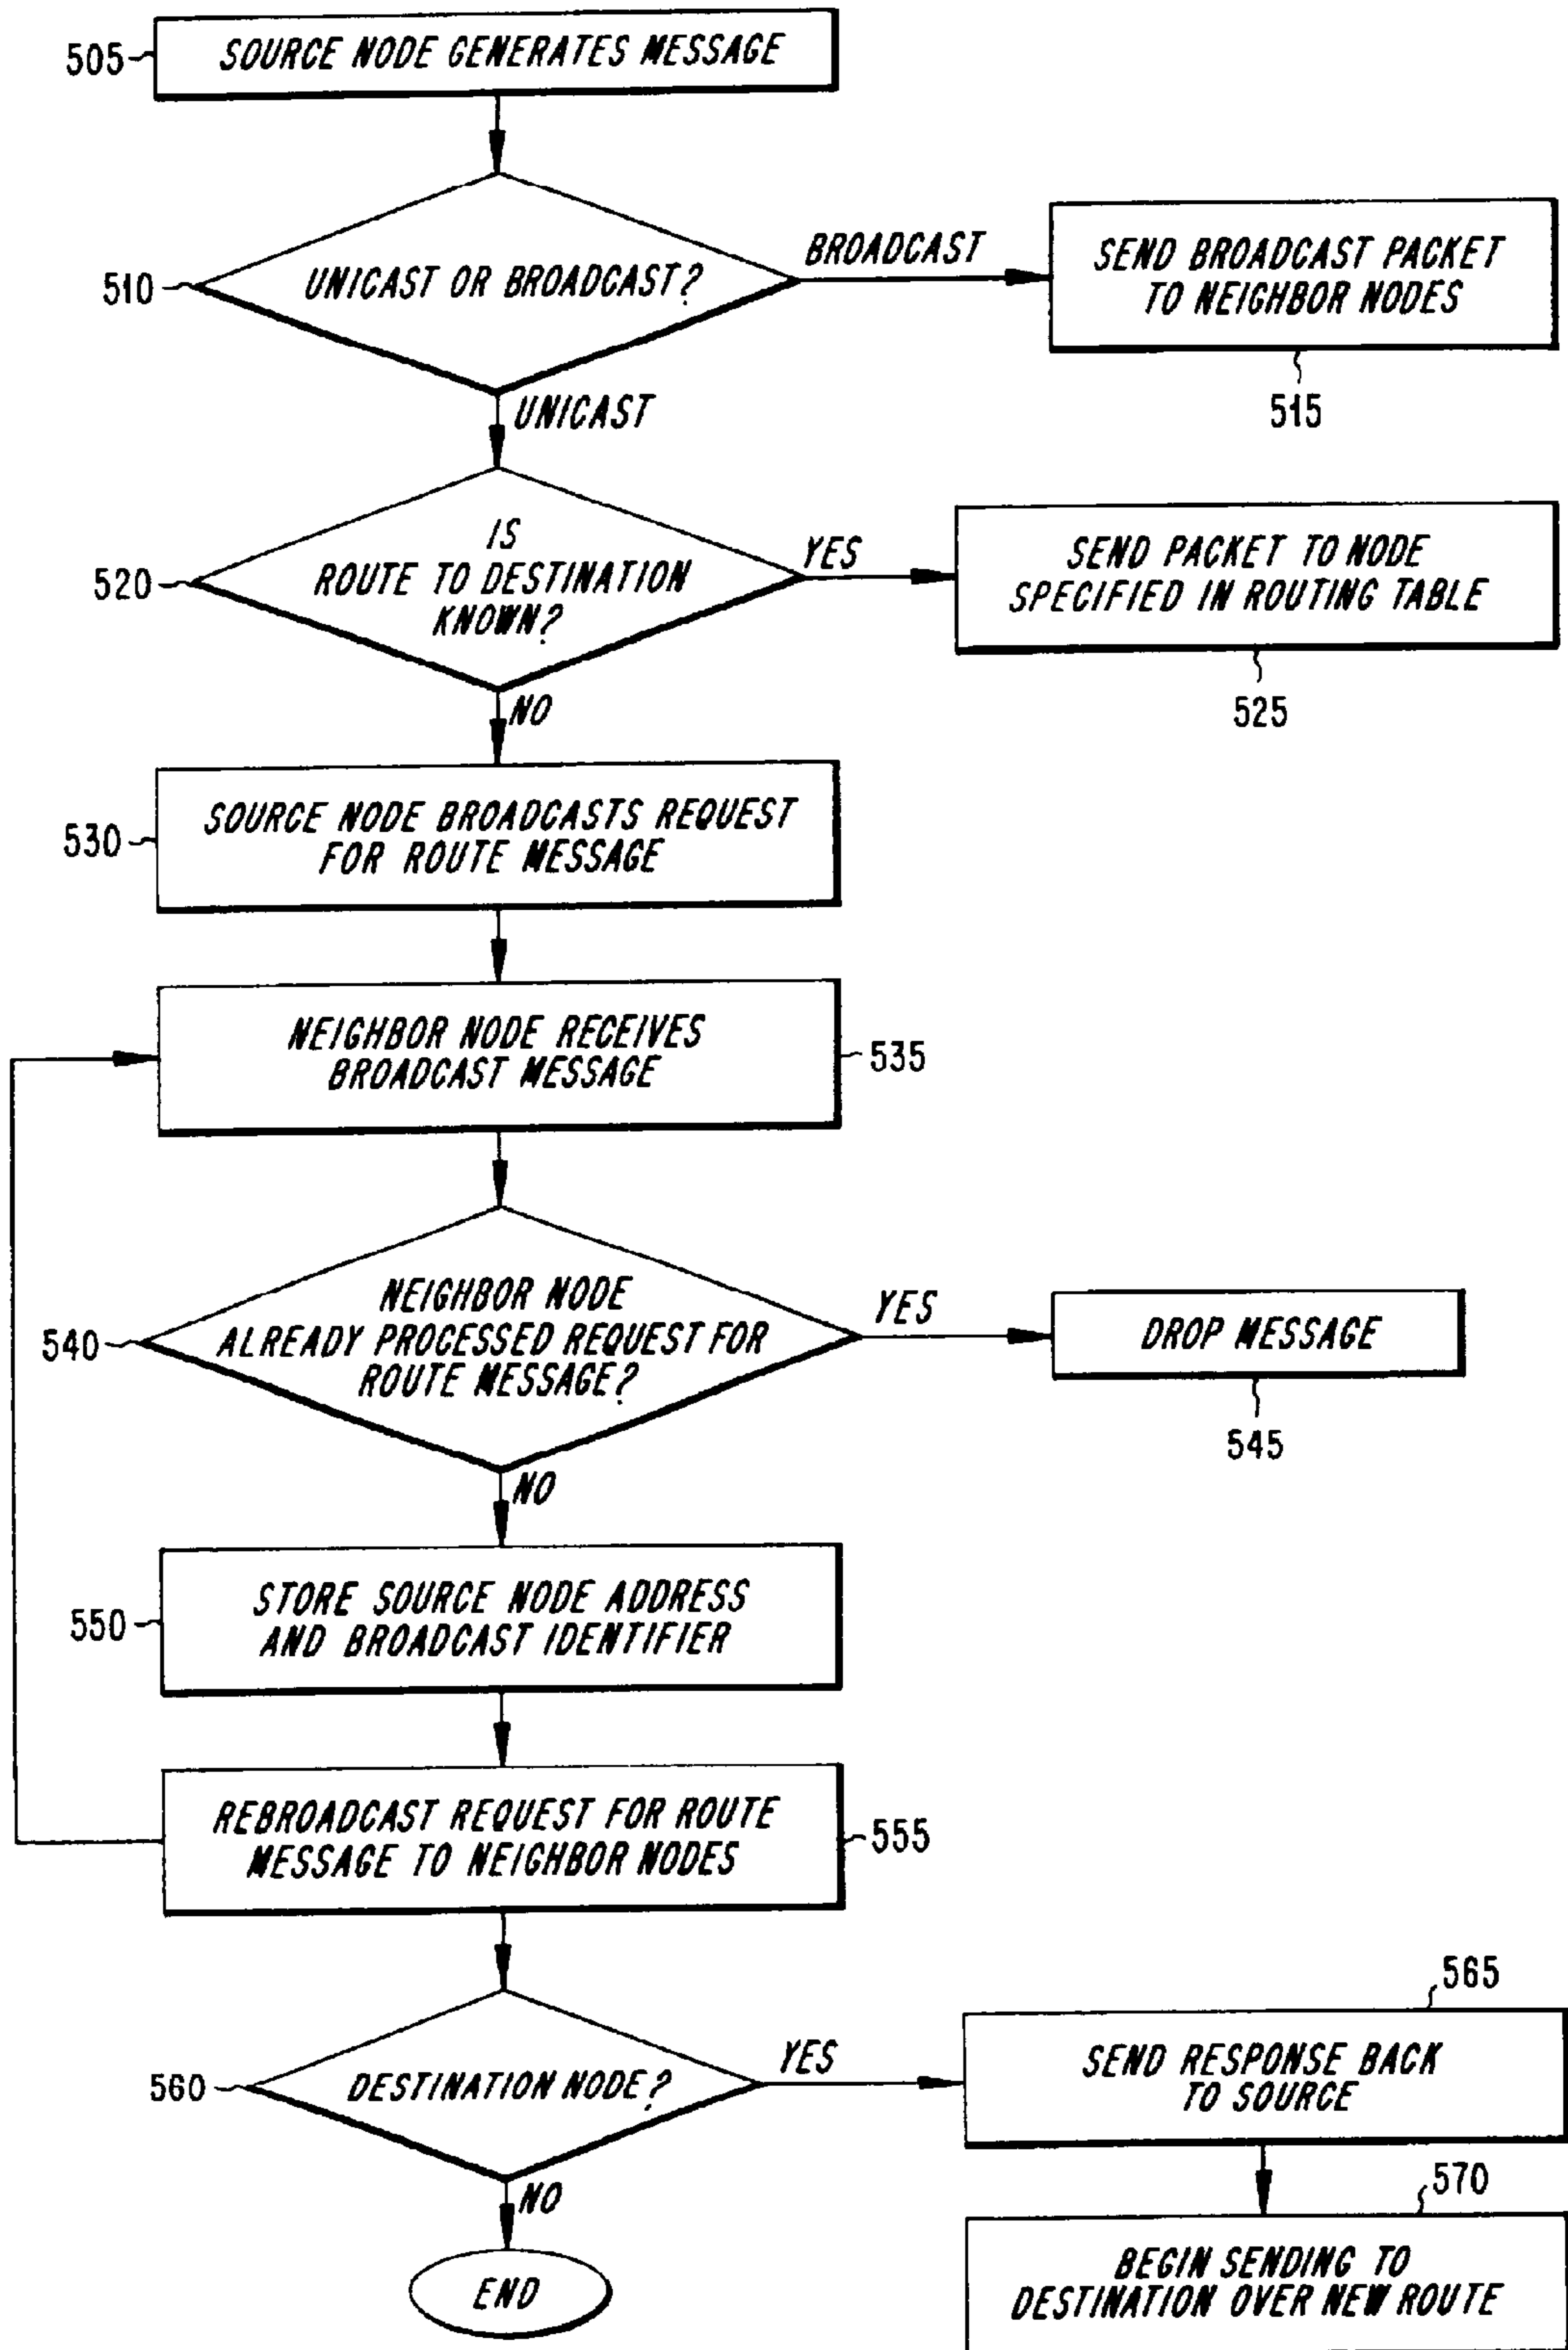 505
SOURCE NODE GENERATES MESSAGE
510
UNICAST OR BROADCAST?
BROADCAST
SEND BROADCAST PACKET
TO NEIGHBOR NODES
515
UNICAST
520
IS
ROUTE TO DESTINATION
KNOWN?
YES
SEND PACKET TO NODE
SPECIFIED IN ROUTING TABLE
525
NO
530
SOURCE NODE BROADCASTS REQUEST
FOR ROUTE MESSAGE
NEIGHBOR NODE RECEIVES
BROADCAST MESSAGE
535
540
NEIGHBOR NODE
ALREADY PROCESSED REQUEST FOR
ROUTE MESSAGE?
YES
DROP MESSAGE
545
NO
550
STORE SOURCE NODE ADDRESS
AND BROADCAST IDENTIFIER
REBROADCAST REQUEST FOR ROUTE
MESSAGE TO NEIGHBOR NODES
555
560
DESTINATION NODE?
YES
565
SEND RESPONSE BACK
TO SOURCE
NO
570
BEGIN SENDING TO
DESTINATION OVER NEW ROUTE
END